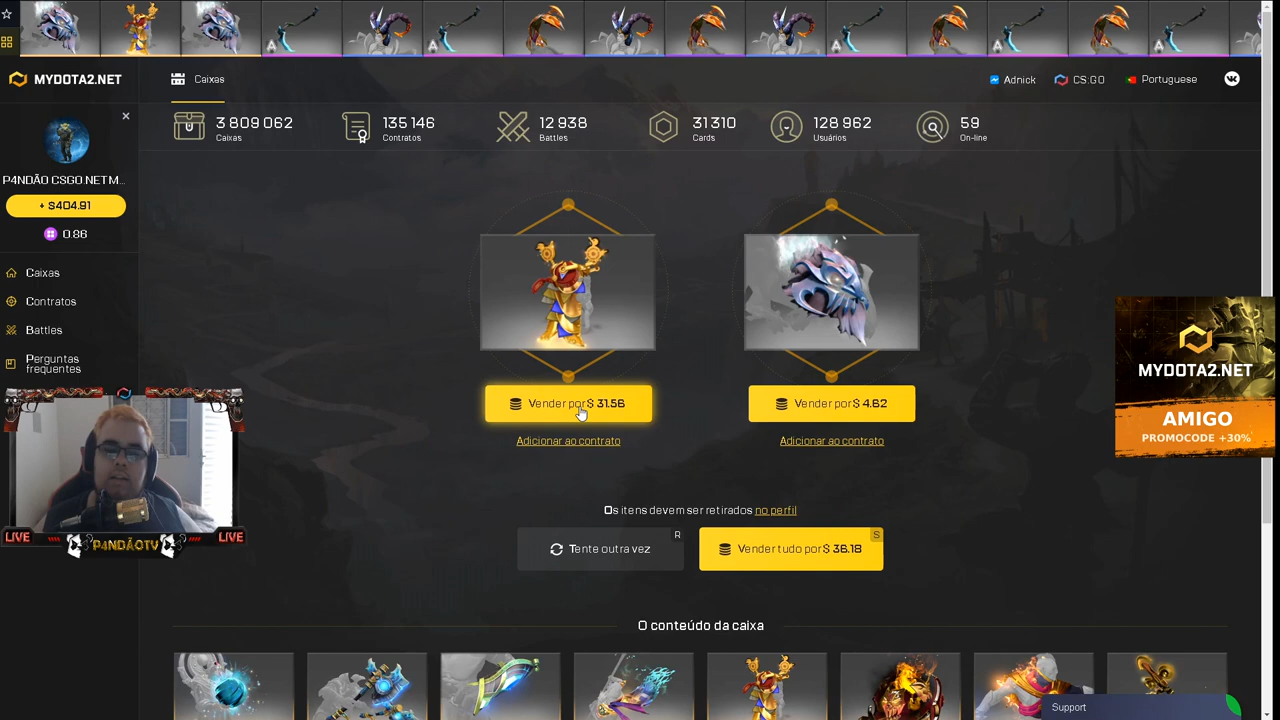 MYDOTA2.NET
Caixas
Adnick
CS:GO
Portuguese
3 809 062
Caixas
135 146
Contratos
12 938
Battles
31 310
Cards
128 962
Usuários
59
On-line
P4NDÃO CSGO NET M...
+ $404.91
0.86
Caixas
Contratos
Battles
Perguntas
frequentes
Vender por $ 31.56
Vender por $ 4.62
Adicionar ao contrato
Adicionar ao contrato
Os itens devem ser retirados no perfil
Tente outra vez
R
Vender tudo por $ 36.18
S
O conteúdo da caixa
MYDOTA2.NET
AMIGO
PROMOCODE +30%
LIVE
P4NDÃOTV
LIVE
Support